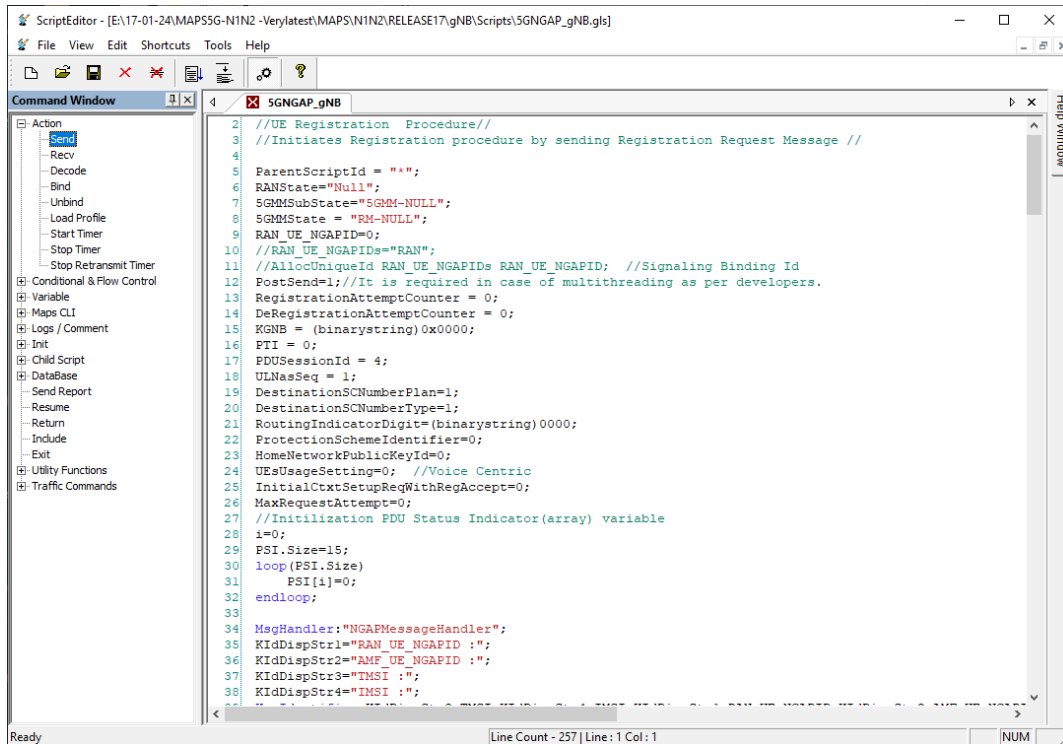 ScriptEditor - [E:\17-01-24\MAPS5G-N1N2 -Verylatest\MAPS\N1N2\RELEASE17\gNB\Scripts\5GNGAP_gNB.gls]
File View Edit Shortcuts Tools Help
Command Window
Action
Send
Recv
Decode
Bind
Unbind
Load Profile
Start Timer
Stop Timer
Stop Retransmit Timer
Conditional & Flow Control
Variable
Maps CLI
Logs / Comment
Init
Child Script
DataBase
Send Report
Resume
Return
Include
Exit
Utility Functions
Traffic Commands
5GNGAP_gNB
2 //UE Registration  Procedure//
3 //Initiates Registration procedure by sending Registration Request Message //
4
5 ParentScriptId = "*";
6 RANState="Null";
7 5GMMSubState="5GMM-NULL";
8 5GMMState = "RM-NULL";
9 RAN_UE_NGAPID=0;
10 //RAN_UE_NGAPIDs="RAN";
11 //AllocUniqueId RAN_UE_NGAPIDs RAN_UE_NGAPID;  //Signaling Binding Id
12 PostSend=1;//It is required in case of multithreading as per developers.
13 RegistrationAttemptCounter = 0;
14 DeRegistrationAttemptCounter = 0;
15 KGNB = (binarystring)0x0000;
16 PTI = 0;
17 PDUSessionId = 4;
18 ULNasSeq = 1;
19 DestinationSCNumberPlan=1;
20 DestinationSCNumberType=1;
21 RoutingIndicatorDigit=(binarystring)0000;
22 ProtectionSchemeIdentifier=0;
23 HomeNetworkPublicKeyId=0;
24 UEsUsageSetting=0;  //Voice Centric
25 InitialCtxtSetupReqWithRegAccept=0;
26 MaxRequestAttempt=0;
27 //Initilization PDU Status Indicator(array) variable
28 i=0;
29 PSI.Size=15;
30 loop(PSI.Size)
31     PSI[i]=0;
32 endloop;
33
34 MsgHandler:"NGAPMessageHandler";
35 KIdDispStr1="RAN_UE_NGAPID :";
36 KIdDispStr2="AMF_UE_NGAPID :";
37 KIdDispStr3="TMSI :";
38 KIdDispStr4="IMSI :";
Help Window
Ready
Line Count - 257 | Line : 1 Col : 1
NUM